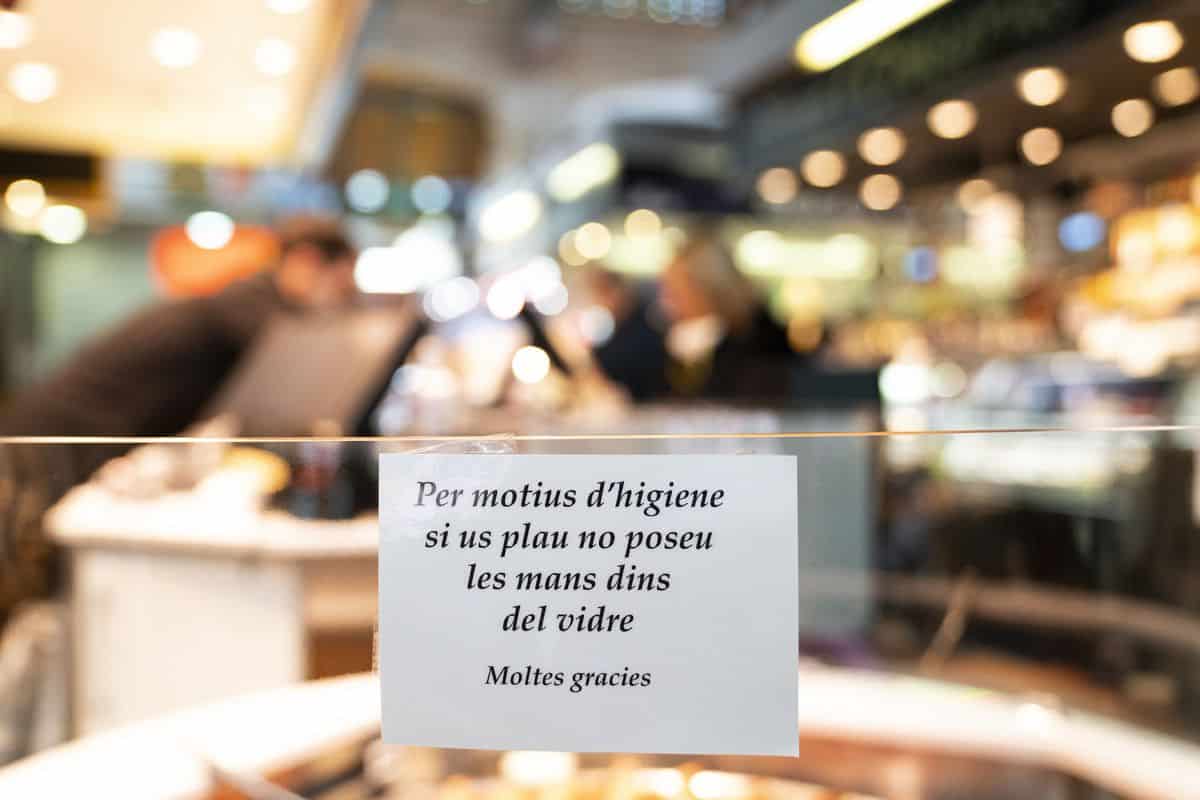 Per motius d’higiene
si us plau no poseu
les mans dins
del vidre
Moltes gracies